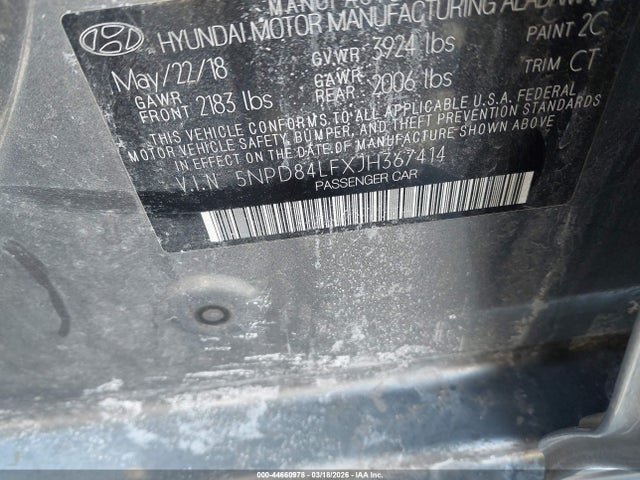 HYUNDAI MOTOR MANUFACTURING
PAINT 2C
May/22/18
GVWR 3924 lbs
TRIM CT
GAWR FRONT 2183 lbs
GAWR REAR 2006 lbs
THIS VEHICLE CONFORMS TO ALL APPLICABLE U.S.A. FEDERAL
MOTOR VEHICLE SAFETY, BUMPER, AND THEFT PREVENTION STANDARDS
IN EFFECT ON THE DATE OF MANUFACTURE SHOWN ABOVE
V.I.N 5NPD84LFXJH367414
PASSENGER CAR
000-44660978 - 03/18/2026 - IAA Corp.